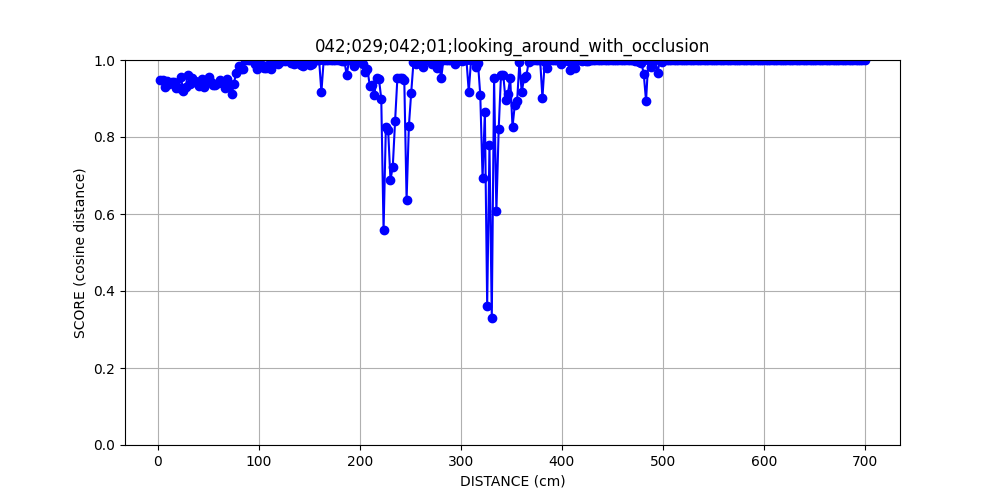 042;029;042;01;looking_around_with_occlusion
1.0
0.8
0.6
0.4
0.2
0.0
SCORE (cosine distance)
0 100 200 300 400 500 600 700
DISTANCE (cm)